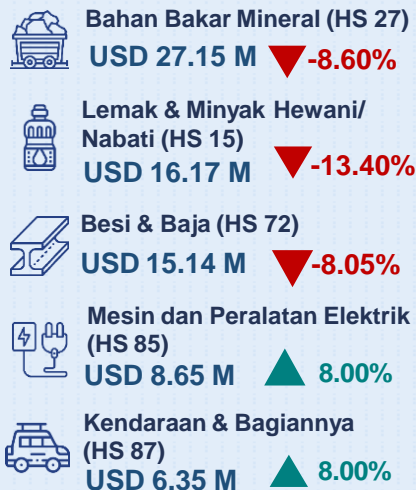 Bahan Bakar Mineral (HS 27)
USD 27.15 M -8.60%
Lemak & Minyak Hewani/
Nabati (HS 15)
USD 16.17 M -13.40%
Besi & Baja (HS 72)
USD 15.14 M -8.05%
Mesin dan Peralatan Elektrik
(HS 85)
USD 8.65 M 8.00%
Kendaraan & Bagiannya
(HS 87)
USD 6.35 M 8.00%